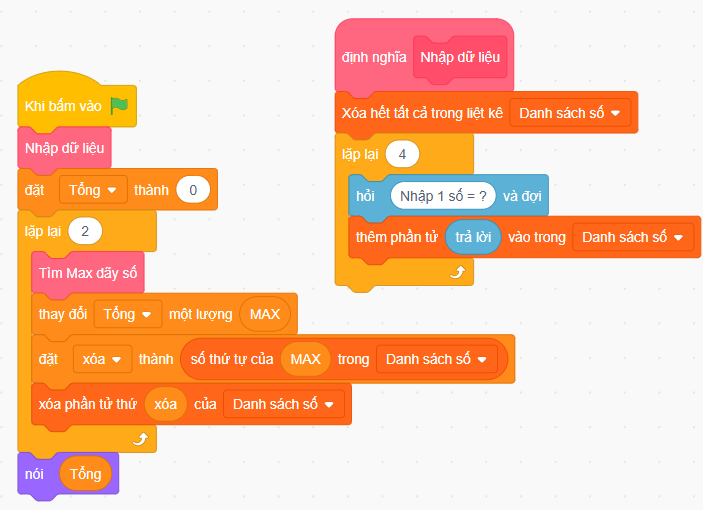 Khi bấm vào
Nhập dữ liệu
đặt Tổng thành 0
lặp lại 2
Tìm Max dãy số
thay đổi Tổng một lượng MAX
đặt xóa thành số thứ tự của MAX trong Danh sách số
xóa phần tử thứ xóa của Danh sách số
nói Tổng
định nghĩa Nhập dữ liệu
Xóa hết tất cả trong liệt kê Danh sách số
lặp lại 4
hỏi Nhập 1 số = ? và đợi
thêm phần tử trả lời vào trong Danh sách số